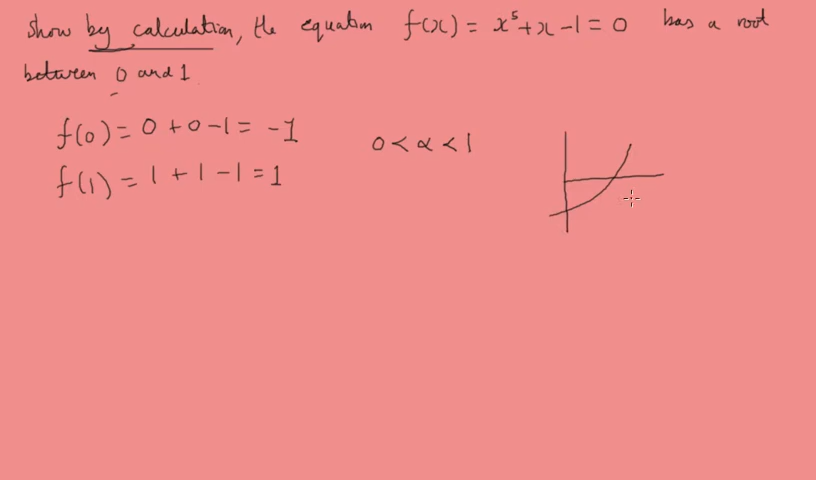 Show by calculation, the equation f(x) = x⁵ + x - 1 = 0 has a root
between 0 and 1
f(0) = 0 + 0 - 1 = -1
0 < α < 1
f(1) = 1 + 1 - 1 = 1